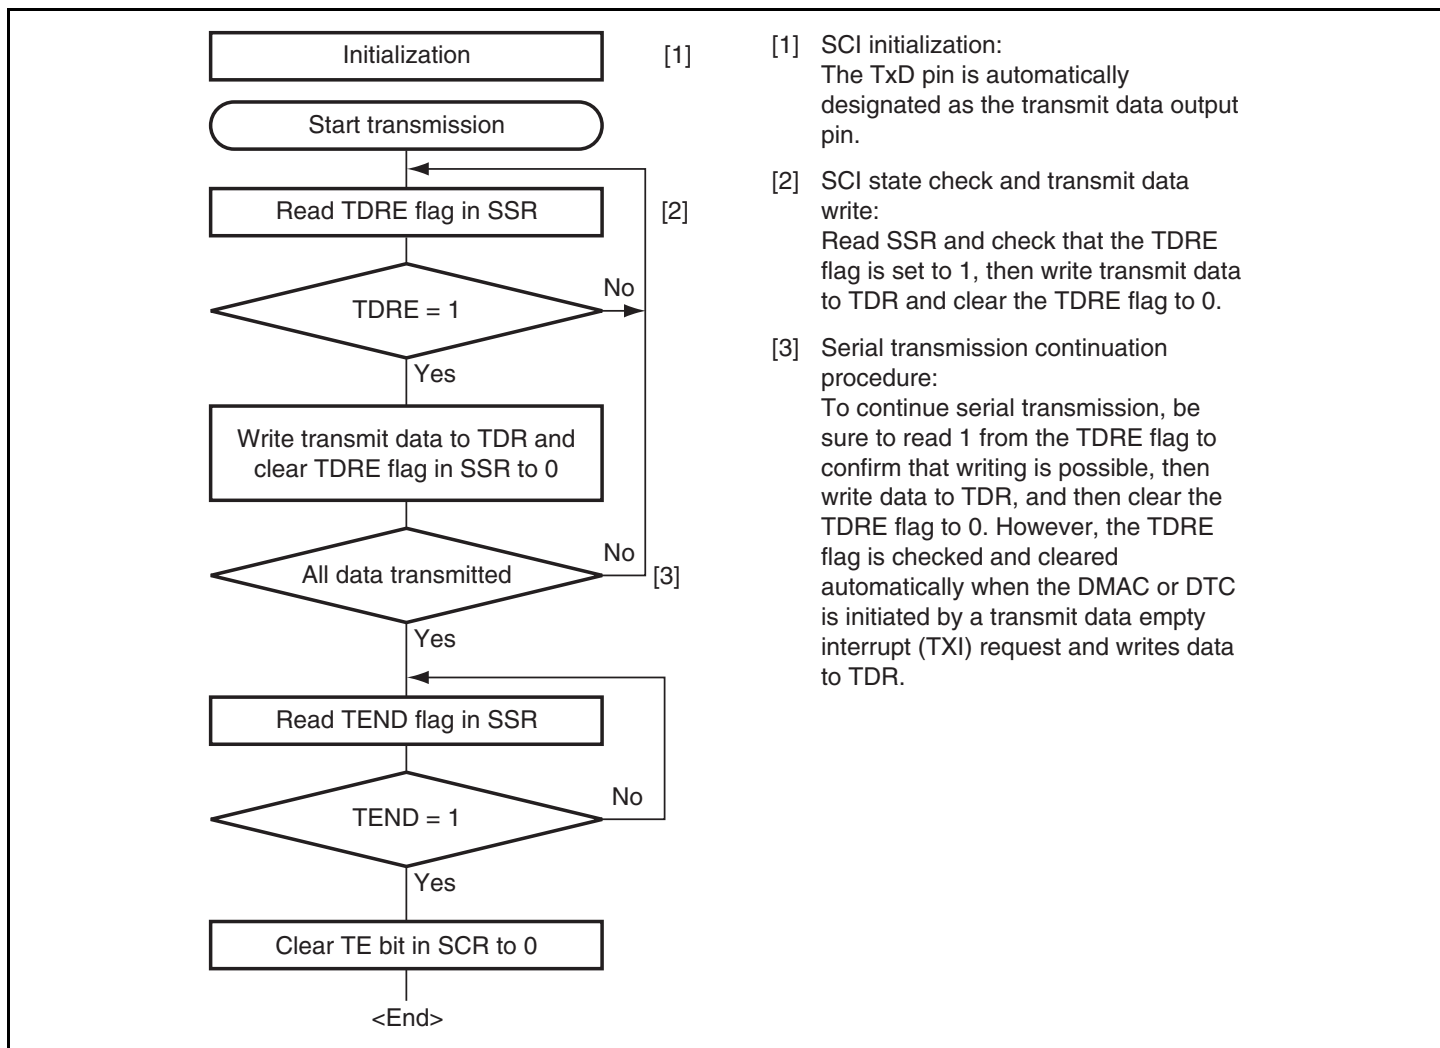 Initialization [1]
Start transmission
Read TDRE flag in SSR [2]
TDRE = 1
No
Yes
Write transmit data to TDR and
clear TDRE flag in SSR to 0
All data transmitted
No
[3]
Yes
Read TEND flag in SSR
TEND = 1
No
Yes
Clear TE bit in SCR to 0
<End>
[1] SCI initialization:
The TxD pin is automatically
designated as the transmit data output
pin.
[2] SCI state check and transmit data
write:
Read SSR and check that the TDRE
flag is set to 1, then write transmit data
to TDR and clear the TDRE flag to 0.
[3] Serial transmission continuation
procedure:
To continue serial transmission, be
sure to read 1 from the TDRE flag to
confirm that writing is possible, then
write data to TDR, and then clear the
TDRE flag to 0. However, the TDRE
flag is checked and cleared
automatically when the DMAC or DTC
is initiated by a transmit data empty
interrupt (TXI) request and writes data
to TDR.